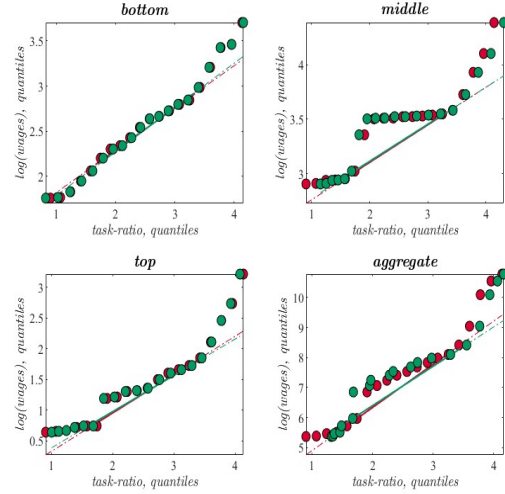 bottom
middle
log(wages), quantiles
3.5
3
2.5
2
1
2
3
4
task-ratio, quantiles
log(wages), quantiles
4
3.5
3
1
2
3
4
task-ratio, quantiles
top
aggregate
log(wages), quantiles
3
2.5
2
1.5
1
0.5
1
2
3
4
task-ratio, quantiles
log(wages), quantiles
10
9
8
7
6
5
1
2
3
4
task-ratio, quantiles